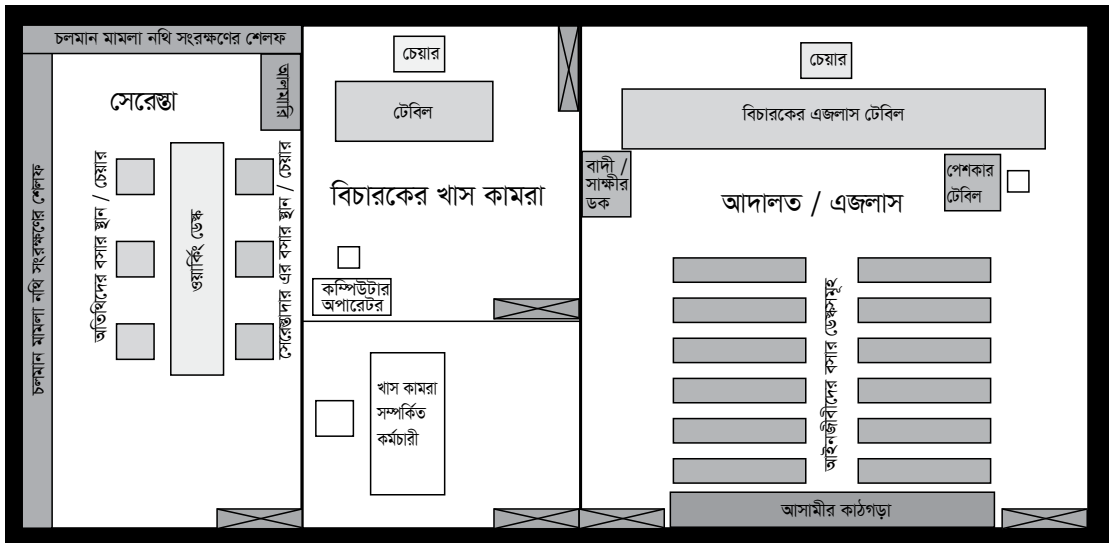 চলমান মামলা নথি সংরক্ষণের শেলফ
চলমান মামলা নথি সংরক্ষণের শেলফ
সেরেস্তা
আলমারি
অতিথিদের বসার স্থান / চেয়ার
ওয়ার্কিং ডেস্ক
সেরেস্তাদার এর বসার স্থান / চেয়ার
চেয়ার
টেবিল
বিচারকের খাস কামরা
কম্পিউটার
অপারেটর
খাস কামরা
সম্পর্কিত
কর্মচারী
চেয়ার
বিচারকের এজলাস টেবিল
বাদী /
সাক্ষীর
ডক
পেশকার
টেবিল
আদালত / এজলাস
আইনজীবীদের বসার ডেস্কসমূহ
আসামীর কাঠগড়া